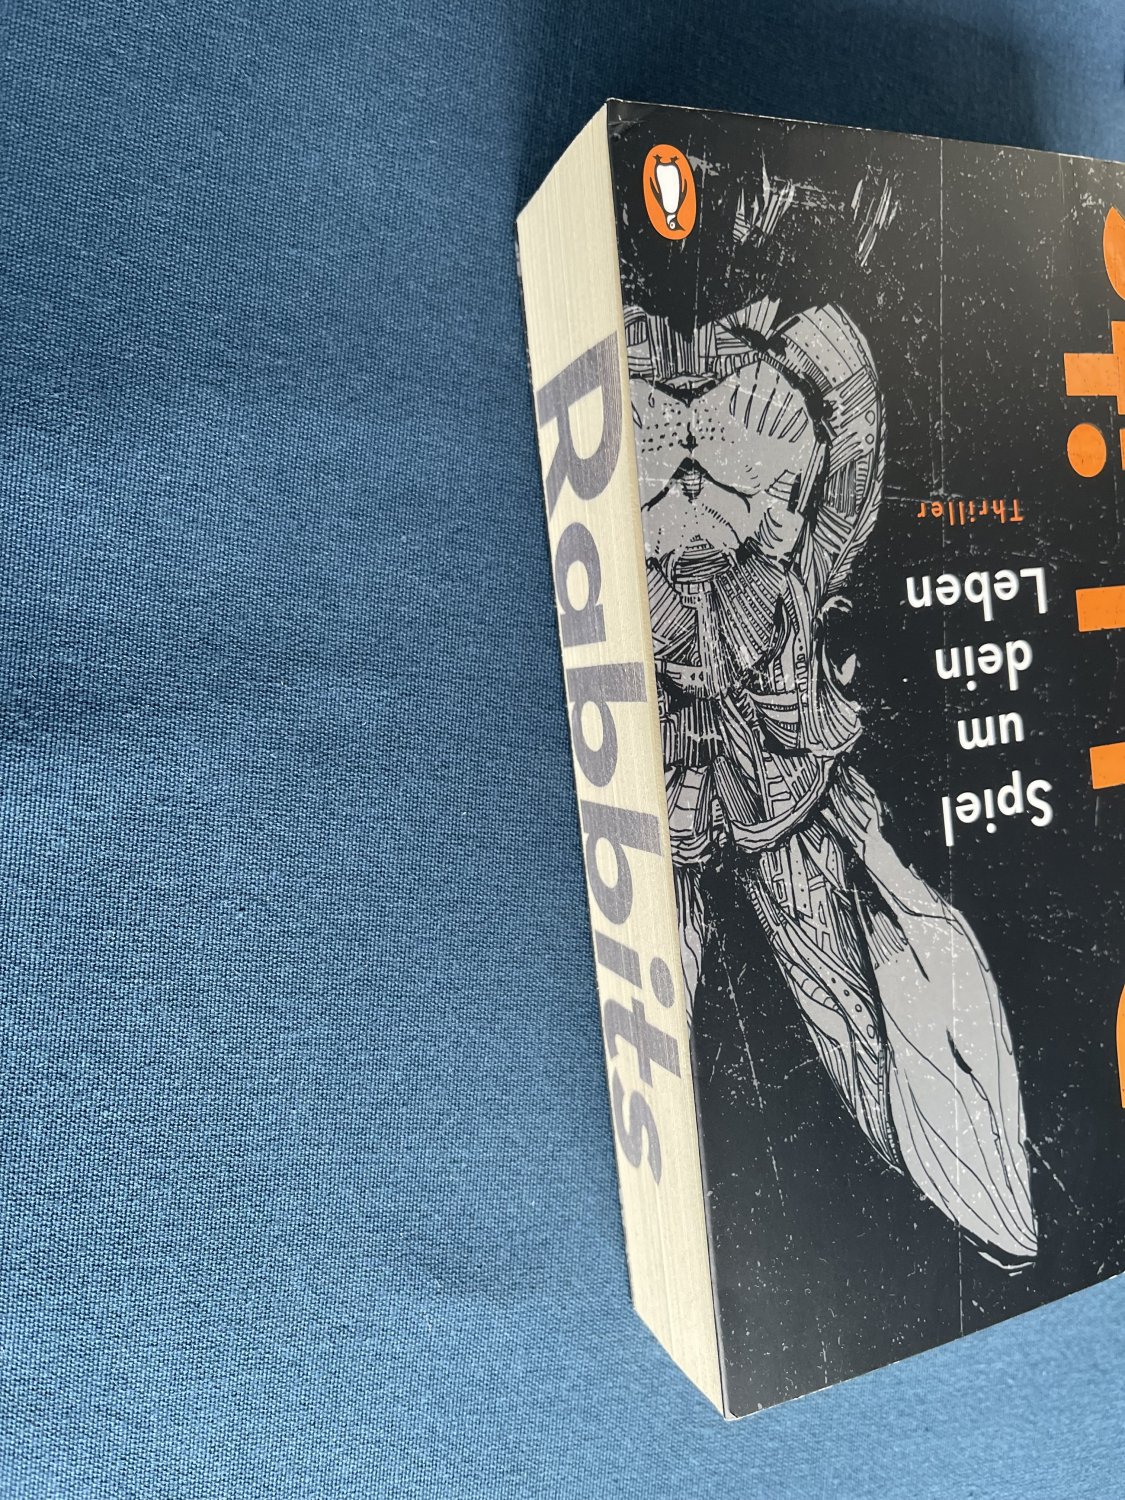 Rabbits
Spiel
um
dein
Leben
Thriller